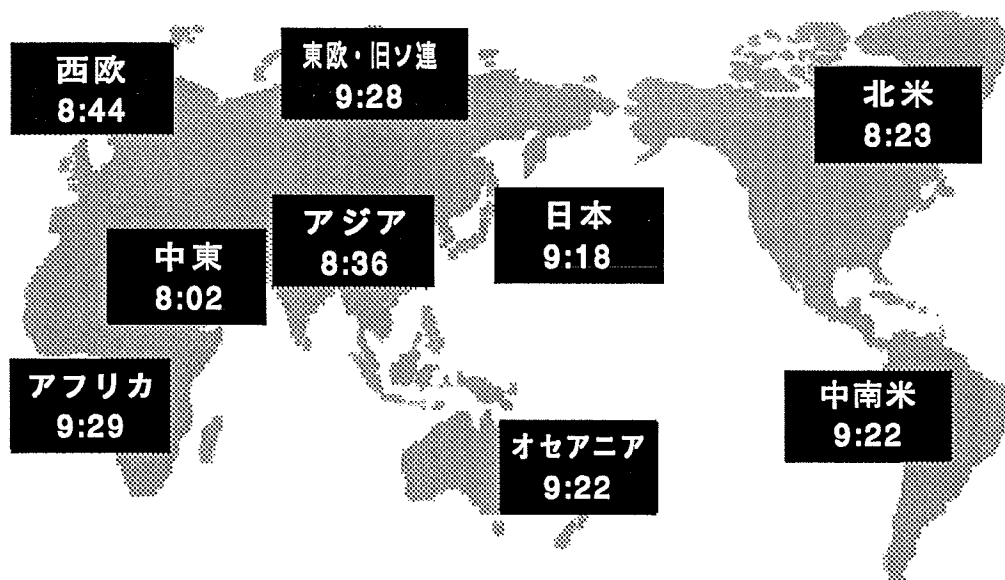 西欧
8:44
東欧・旧ソ連
9:28
北米
8:23
アジア
8:36
日本
9:18
中東
8:02
アフリカ
9:29
中南米
9:22
オセアニア
9:22